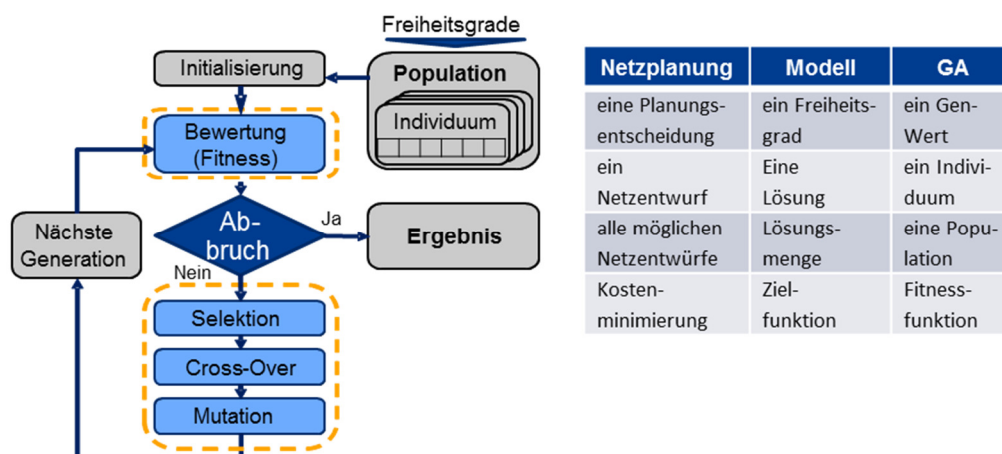 Freiheitsgrade
Initialisierung
Population
Individuum
Bewertung
(Fitness)
Ab-
bruch
Ja
Ergebnis
Nein
Nächste
Generation
Selektion
Cross-Over
Mutation
Netzplanung Modell GA
eine Planungs- ein Freiheits- ein Gen-
entscheidung grad Wert
ein Eine ein Indivi-
Netzentwurf Lösung duum
alle möglichen Lösungs- eine Popu-
Netzentwürfe menge lation
Kosten- Ziel- Fitness-
minimierung funktion funktion